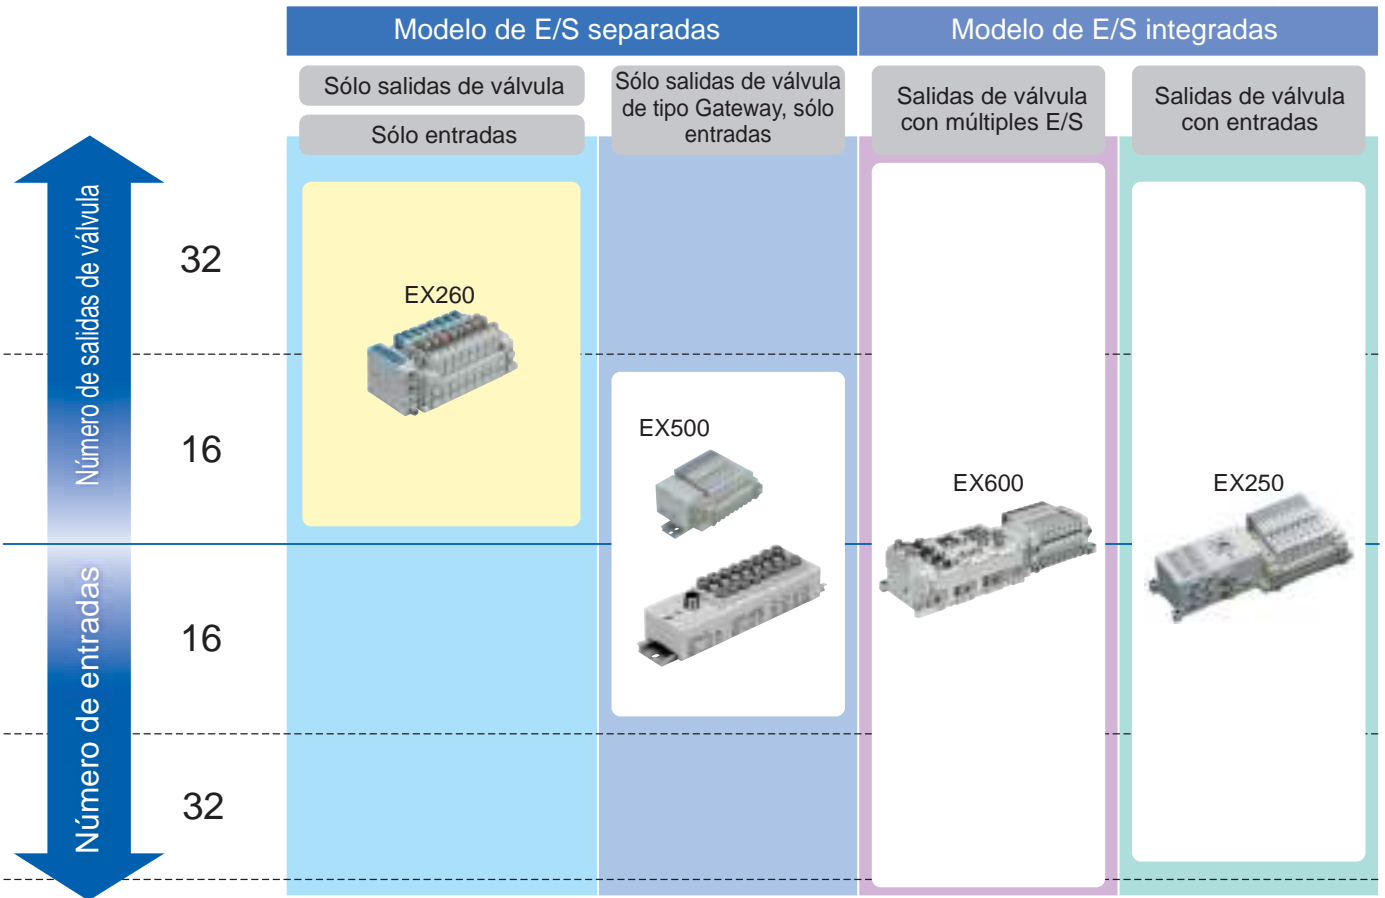 Modelo de E/S separadas
Modelo de E/S integradas
Sólo salidas de válvula
Sólo entradas
Sólo salidas de válvula
de tipo Gateway, sólo
entradas
Salidas de válvula
con múltiples E/S
Salidas de válvula
con entradas
Número de salidas de válvula
32
EX260
16
EX500
EX600
EX250
Número de entradas
16
32